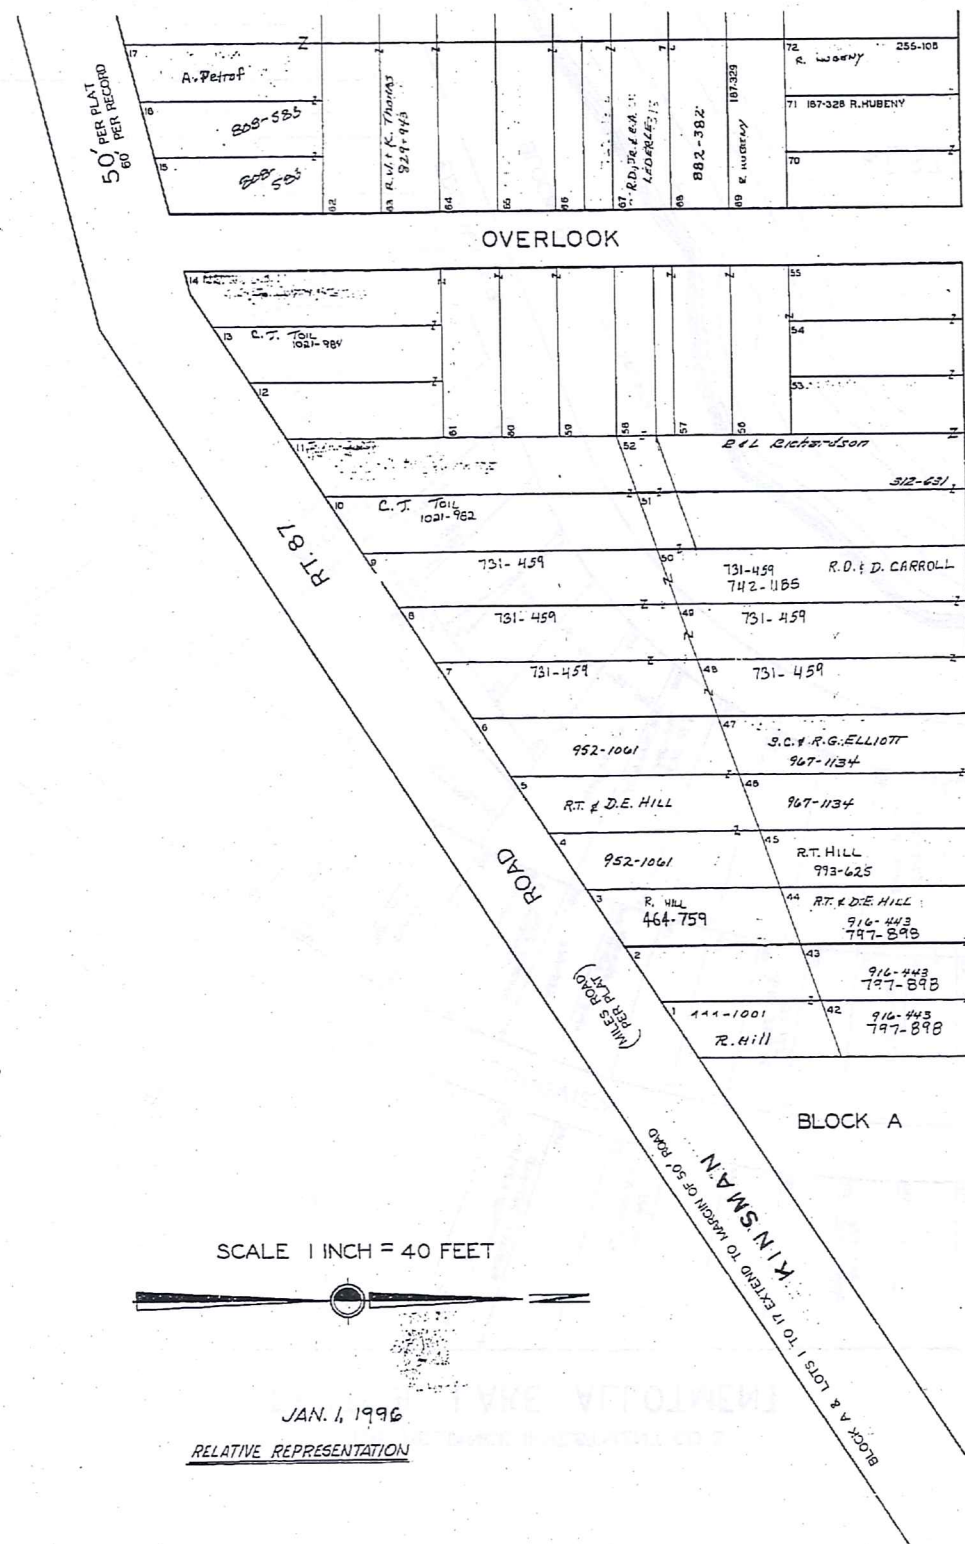 50' PER PLAT
60' PER RECORD
17
A. Petrof
16
808-583
15
808-583
62
63 R.W. & K. Thomas
829-943
64
65
66
67 R.D., JR. & E.A.
LEDERLE
68
882-382
69 R. HUBENY
187-329
72
R. HUBENY
255-108
71 187-328 R. HUBENY
70
OVERLOOK
14
13 C. J. TOIL
1021-984
12
11
61
60
59
58
57
56
55
54
53
52
R & L Richardson
312-631
10 C. J. TOIL
1021-982
51
9
731-459
50
731-459
742-1185
R.D. & D. CARROLL
8
731-459
49
731-459
7
731-459
48
731-459
6
952-1061
47
S.C. & R.G. ELLIOTT
967-1134
5
R.T. & D.E. HILL
46
967-1134
4
952-1061
45
R.T. HILL
993-625
3
R. HILL
464-759
44 R.T. & D.E. HILL
916-443
797-898
2
43
916-443
797-898
1
R. Hill
42
916-443
797-898
RT. 87
ROAD
(MILES ROAD)
PER PLAT
KINSMAN
BLOCK A & LOTS 1 TO 17 EXTEND TO MARGIN OF 50' ROAD
BLOCK A
SCALE 1 INCH = 40 FEET
N
JAN. 1, 1996
RELATIVE REPRESENTATION